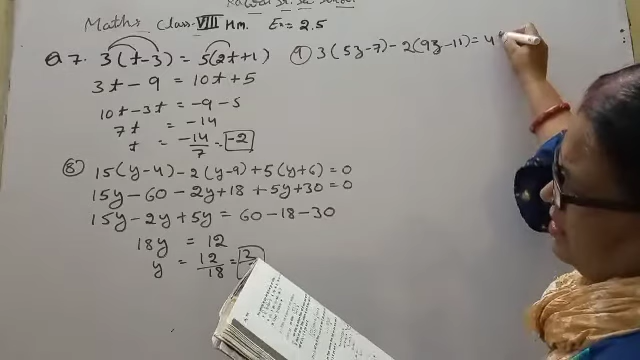 Maths Class-VIII HM. Ex = 2.5
Q 7. 3(t-3) = 5(2t+1)
3t - 9 = 10t + 5
10t - 3t = -9 - 5
7t = -14
t = -14/7 = -2
⑧ 15(y-4) - 2(y-9) + 5(y+6) = 0
15y - 60 - 2y + 18 + 5y + 30 = 0
15y - 2y + 5y = 60 - 18 - 30
18y = 12
y = 12/18 = 2/
⑨ 3(5z-7) - 2(9z-11) = 4